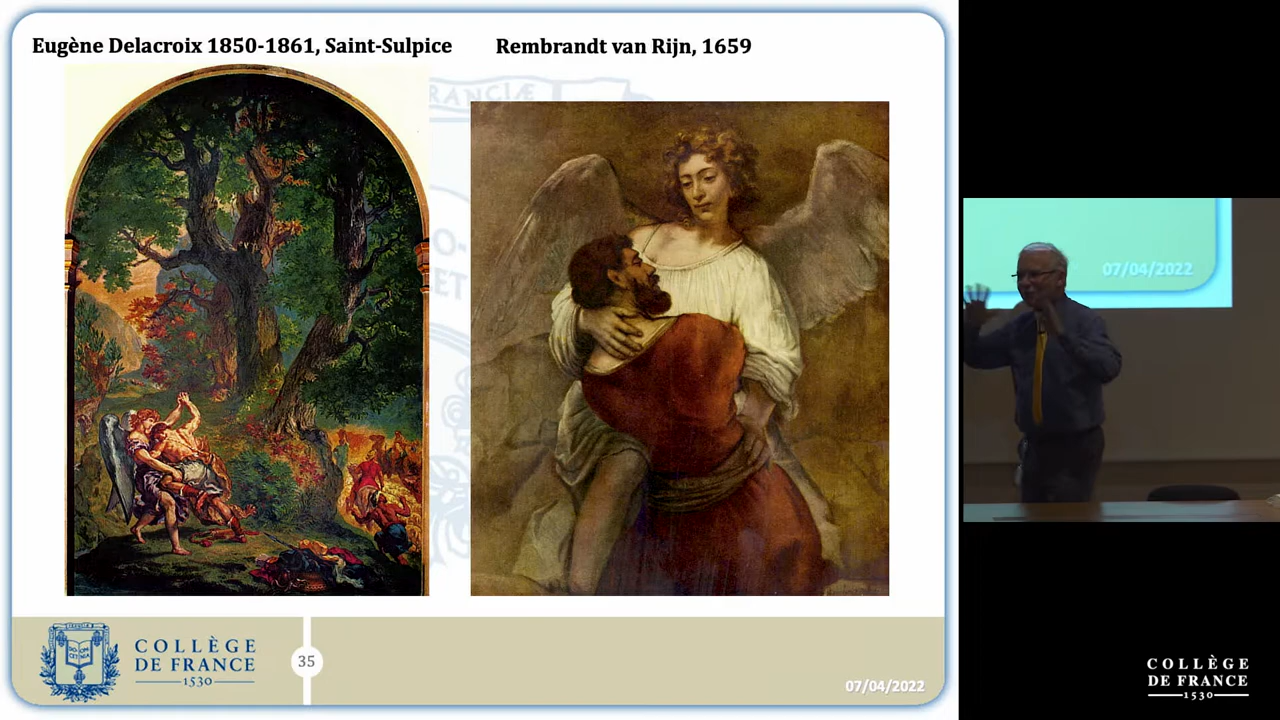 Eugène Delacroix 1850-1861, Saint-Sulpice
Rembrandt van Rijn, 1659
COLLÈGE
DE FRANCE
1530
35
07/04/2022
07/04/2022
COLLÈGE
DE FRANCE
1530